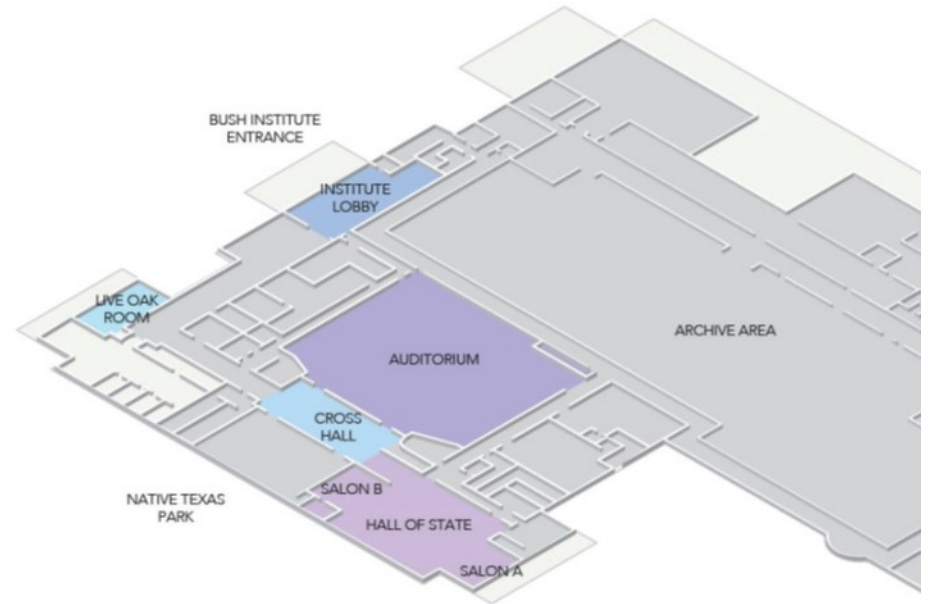 BUSH INSTITUTE
ENTRANCE
INSTITUTE
LOBBY
LIVE OAK
ROOM
ARCHIVE AREA
AUDITORIUM
CROSS
HALL
SALON B
NATIVE TEXAS
PARK
HALL OF STATE
SALON A